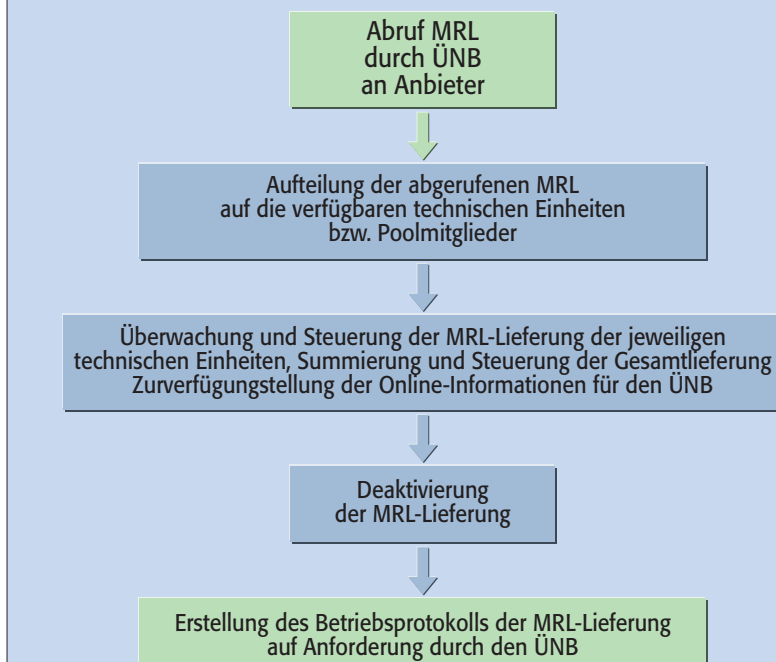 Abruf MRL
durch ÜNB
an Anbieter
Aufteilung der abgerufenen MRL
auf die verfügbaren technischen Einheiten
bzw. Poolmitglieder
Überwachung und Steuerung der MRL-Lieferung der jeweiligen
technischen Einheiten, Summierung und Steuerung der Gesamtlieferung
Zurverfügungstellung der Online-Informationen für den ÜNB
Deaktivierung
der MRL-Lieferung
Erstellung des Betriebsprotokolls der MRL-Lieferung
auf Anforderung durch den ÜNB